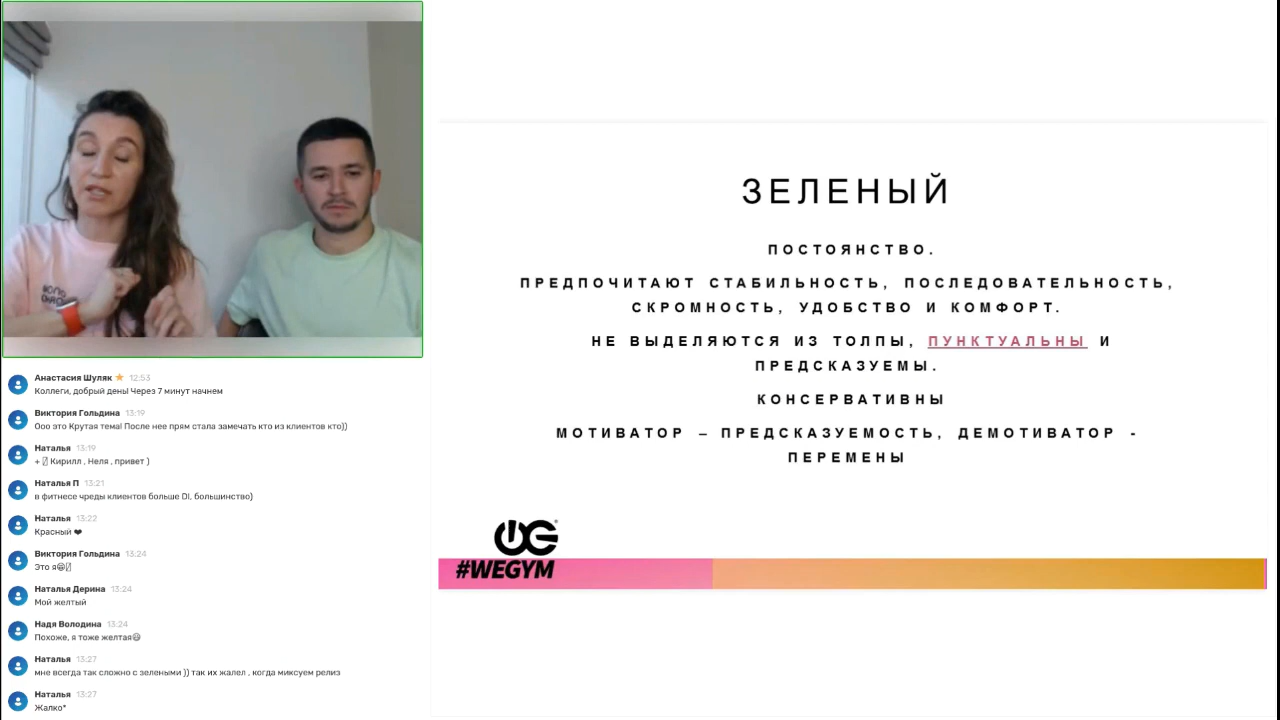 Анастасия Шуляк 12:53
Коллеги, добрый день! Через 7 минут начнем
Виктория Гольдина 13:19
Ооо это Крутая тема! После нее прям стала замечать кто из клиентов кто))
Наталья 13:19
+ Кирилл , Неля , привет )
Наталья П 13:21
в фитнесе чреды клиентов больше DI, большинство)
Наталья 13:22
Красный ❤
Виктория Гольдина 13:24
Это я😁
Наталья Дерина 13:24
Мой желтый
Надя Володина 13:24
Похоже, я тоже желтая😅
Наталья 13:27
мне всегда так сложно с зелеными )) так их жалел , когда миксуем релиз
Наталья 13:27
Жалко*
ЗЕЛЕНЫЙ
ПОСТОЯНСТВО.
ПРЕДПОЧИТАЮТ СТАБИЛЬНОСТЬ, ПОСЛЕДОВАТЕЛЬНОСТЬ,
СКРОМНОСТЬ, УДОБСТВО И КОМФОРТ.
НЕ ВЫДЕЛЯЮТСЯ ИЗ ТОЛПЫ, ПУНКТУАЛЬНЫ И
ПРЕДСКАЗУЕМЫ.
КОНСЕРВАТИВНЫ
МОТИВАТОР – ПРЕДСКАЗУЕМОСТЬ, ДЕМОТИВАТОР -
ПЕРЕМЕНЫ
WG
#WEGYM